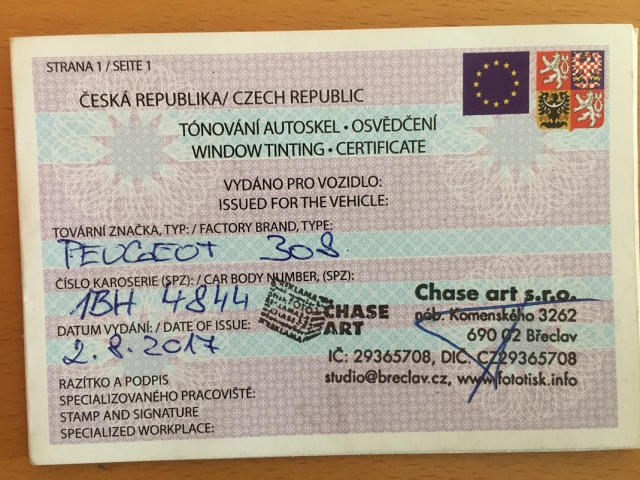 STRANA 1 / SEITE 1
ČESKÁ REPUBLIKA/ CZECH REPUBLIC
TÓNOVÁNÍ AUTOSKEL • OSVĚDČENÍ
WINDOW TINTING • CERTIFICATE
VYDÁNO PRO VOZIDLO:
ISSUED FOR THE VEHICLE:
TOVÁRNÍ ZNAČKA, TYP: / FACTORY BRAND, TYPE:
PEUGEOT 308
ČÍSLO KAROSERIE (SPZ): / CAR BODY NUMBER, (SPZ):
1BH 4844
DATUM VYDÁNÍ: / DATE OF ISSUE:
2.8.2017
CHASE
ART
Chase art s.r.o.
náb. Komenského 3262
690 02 Břeclav
IČ: 29365708, DIC: CZ29365708
studio@breclav.cz, www.fototisk.info
RAZÍTKO A PODPIS
SPECIALIZOVANÉHO PRACOVIŠTĚ:
STAMP AND SIGNATURE
SPECIALIZED WORKPLACE: